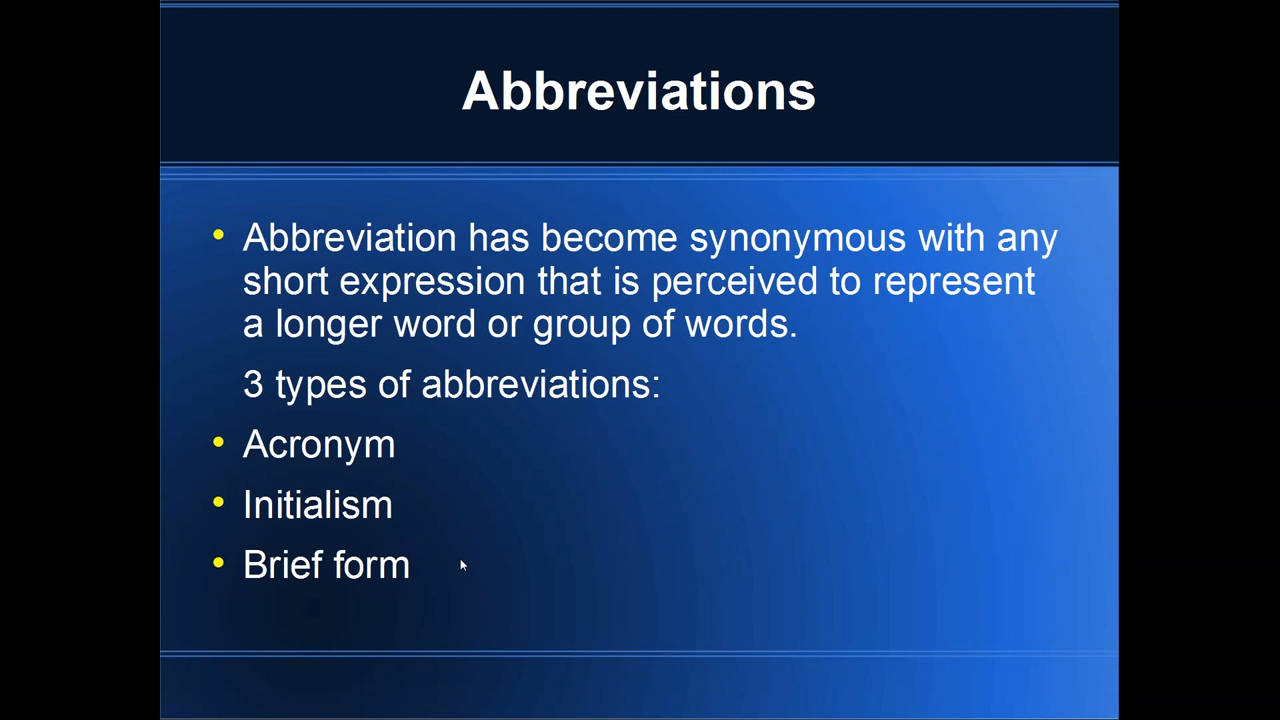 Abbreviations
• Abbreviation has become synonymous with any
short expression that is perceived to represent
a longer word or group of words.
3 types of abbreviations:
• Acronym
• Initialism
• Brief form